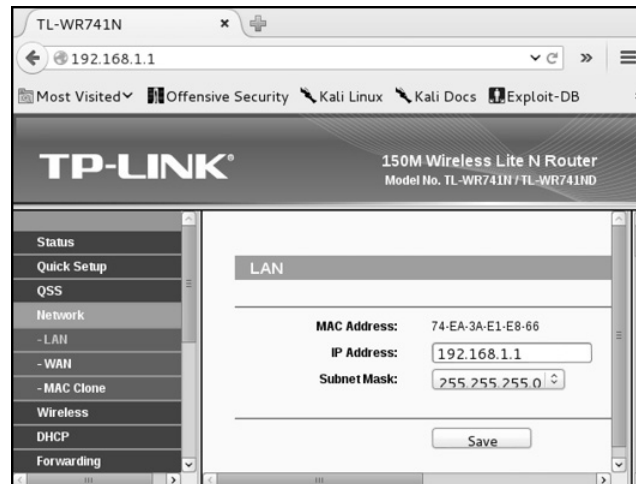 TL-WR741N
192.168.1.1
Most Visited Offensive Security Kali Linux Kali Docs Exploit-DB
TP-LINK®
150M Wireless Lite N Router
Model No. TL-WR741N / TL-WR741ND
Status
Quick Setup
QSS
Network
- LAN
- WAN
- MAC Clone
Wireless
DHCP
Forwarding
LAN
MAC Address: 74-EA-3A-E1-E8-66
IP Address: 192.168.1.1
Subnet Mask: 255.255.255.0
Save